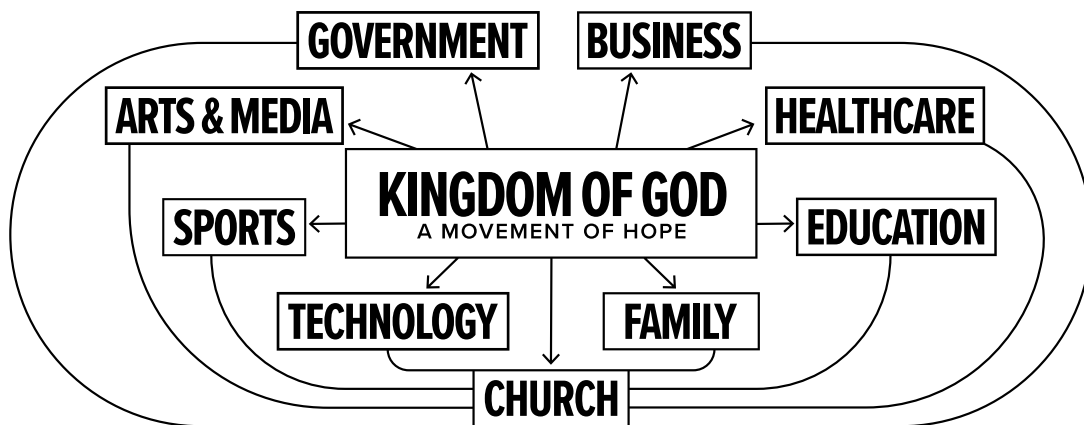 GOVERNMENT
BUSINESS
ARTS & MEDIA
HEALTHCARE
KINGDOM OF GOD
A MOVEMENT OF HOPE
SPORTS
EDUCATION
TECHNOLOGY
FAMILY
CHURCH